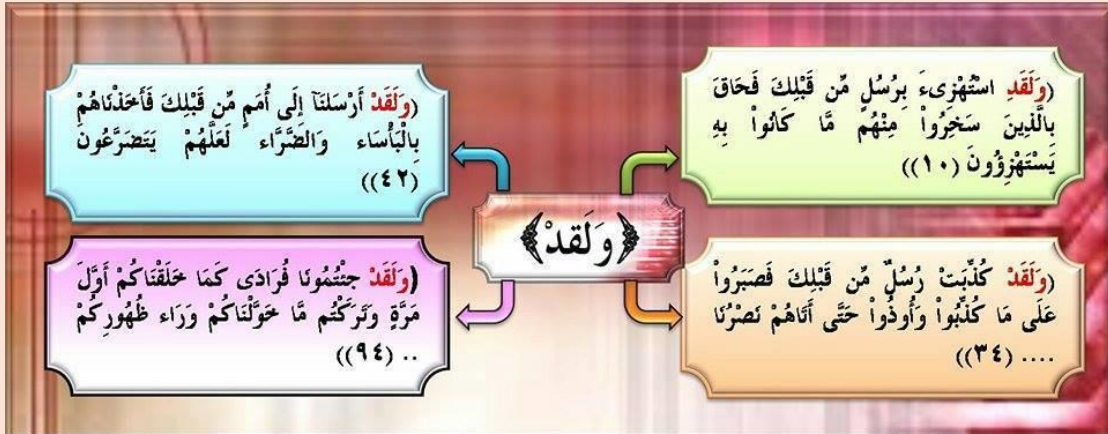 (وَلَقَدِ اسْتُهْزِىءَ بِرُسُلٍ مِّن قَبْلِكَ فَحَاقَ
بِالَّذِينَ سَخِرُواْ مِنْهُم مَّا كَانُواْ بِهِ
يَسْتَهْزِؤُونَ (١٠))
(وَلَقَدْ أَرْسَلنَآ إِلَى أُمَمٍ مِّن قَبْلِكَ فَأَخَذْنَاهُمْ
بِالْبَأْسَاء وَالضَّرَّاء لَعَلَّهُمْ يَتَضَرَّعُونَ
(٤٢))
﴿وَلَقدْ﴾
(وَلَقَدْ كُذِّبَتْ رُسُلٌ مِّن قَبْلِكَ فَصَبَرُواْ
عَلَى مَا كُذِّبُواْ وَأُوذُواْ حَتَّى أَتَاهُمْ نَصْرُنَا
.... (٣٤))
(وَلَقَدْ جِئْتُمُونَا فُرَادَى كَمَا خَلَقْنَاكُمْ أَوَّلَ
مَرَّةٍ وَتَرَكْتُم مَّا خَوَّلْنَاكُمْ وَرَاء ظُهُورِكُمْ
.. (٩٤))